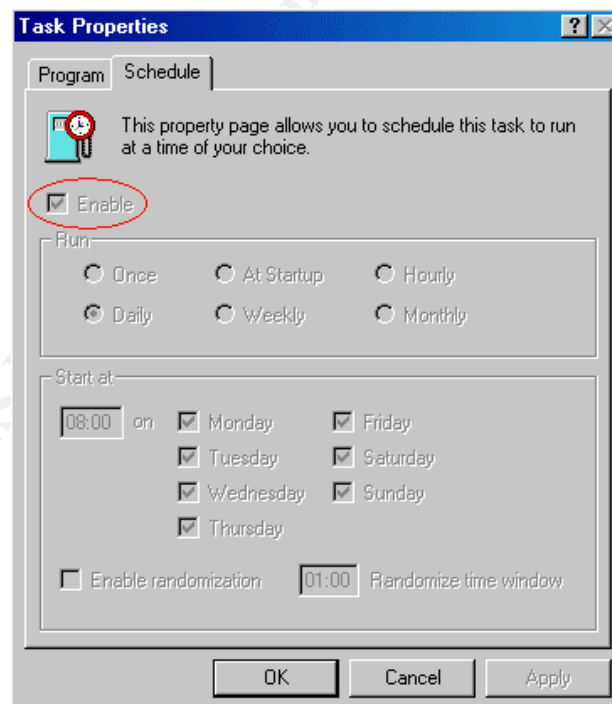 Task Properties
Program Schedule
This property page allows you to schedule this task to run
at a time of your choice.
Enable
Run
Once At Startup Hourly
Daily Weekly Monthly
Start at
08:00 on Monday Friday
Tuesday Saturday
Wednesday Sunday
Thursday
Enable randomization 01:00 Randomize time window
OK Cancel Apply